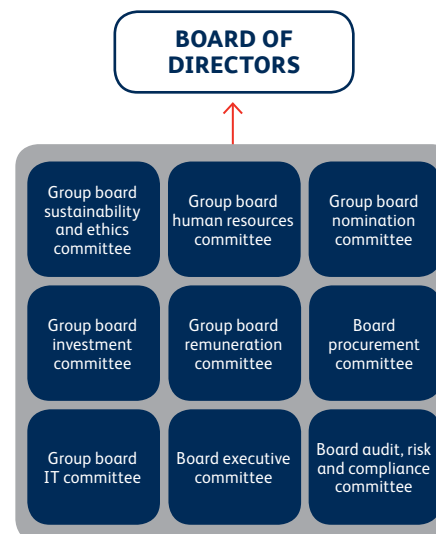 BOARD OF
DIRECTORS
Group board
sustainability
and ethics
committee
Group board
human resources
committee
Group board
nomination
committee
Group board
investment
committee
Group board
remuneration
committee
Board
procurement
committee
Group board
IT committee
Board executive
committee
Board audit, risk
and compliance
committee